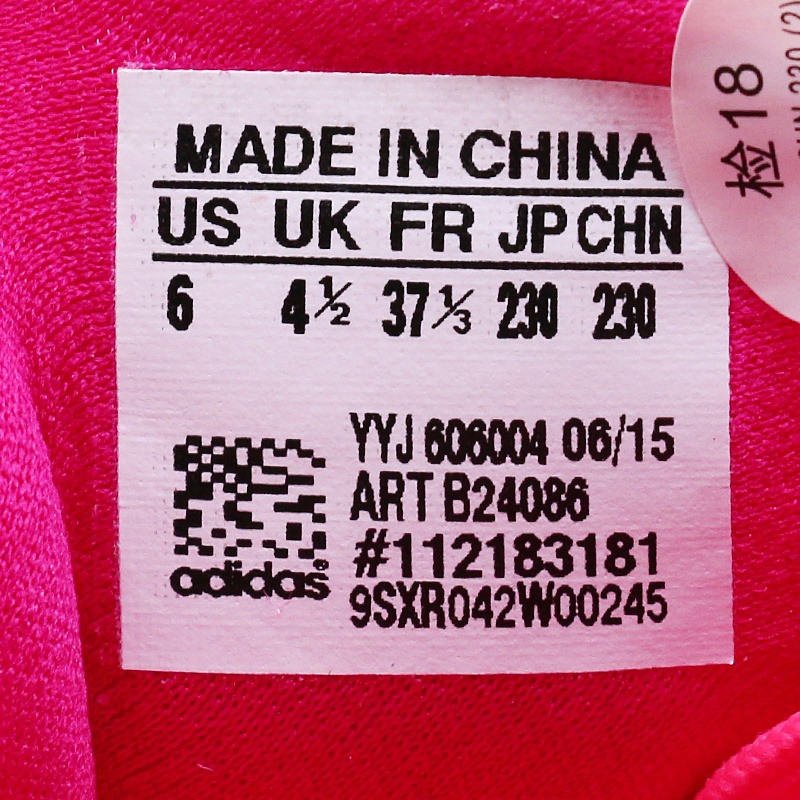 MADE IN CHINA
US UK FR JP CHN
6 4½ 37⅓ 230 230
YYJ 606004 06/15
ART B24086
#112183181
9SXR042W00245
adidas®
检18